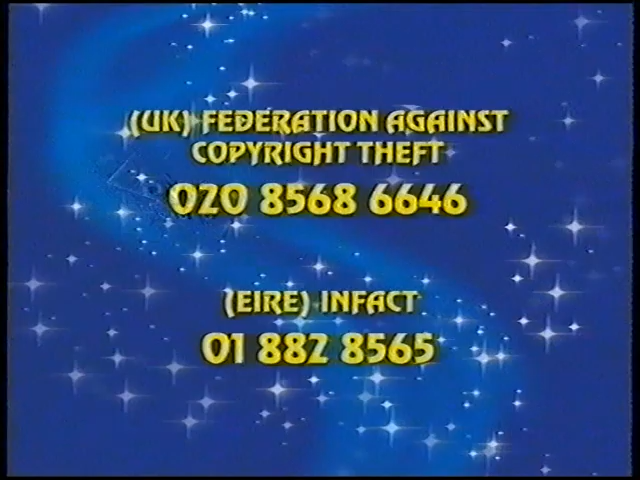 (UK) FEDERATION AGAINST
COPYRIGHT THEFT
020 8568 6646
(EIRE) INFACT
01 882 8565